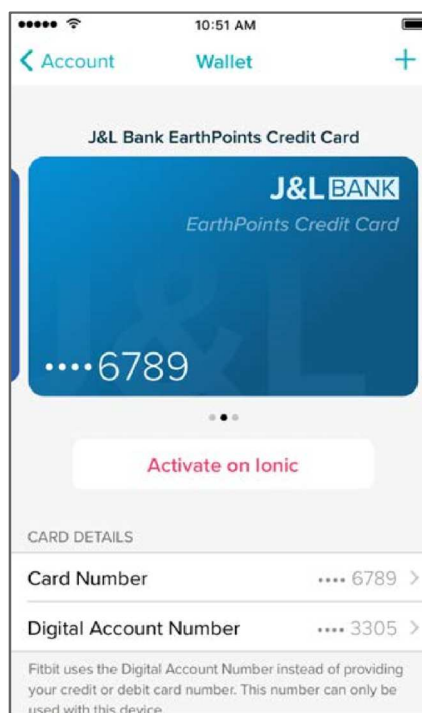 10:51 AM
Account
Wallet
+
J&L Bank EarthPoints Credit Card
J&L BANK
EarthPoints Credit Card
J&L
••••6789
Activate on Ionic
CARD DETAILS
Card Number •••• 6789 >
Digital Account Number •••• 3305 >
Fitbit uses the Digital Account Number instead of providing
your credit or debit card number. This number can only be
used with this device.